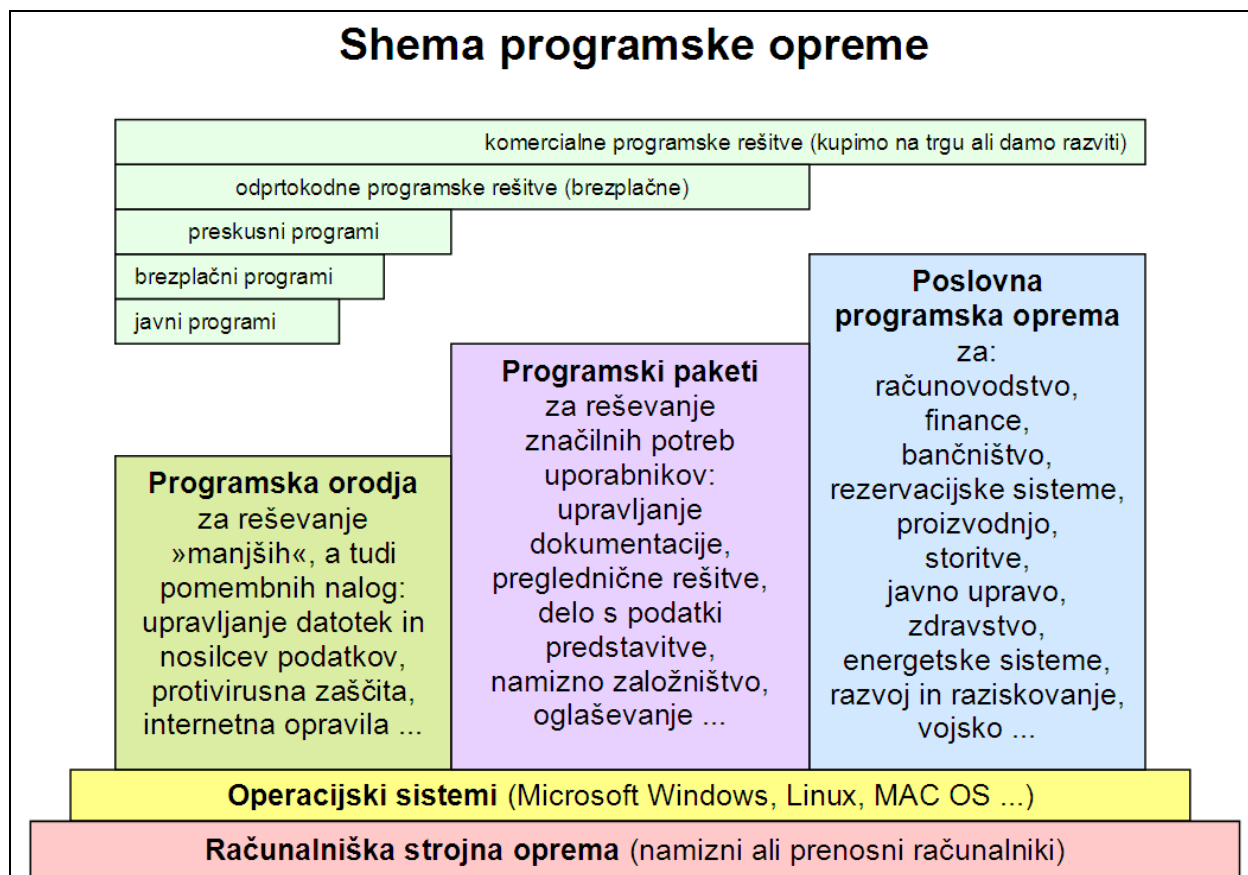 Shema programske opreme
komercialne programske rešitve (kupimo na trgu ali damo razviti)
odprtokodne programske rešitve (brezplačne)
preskusni programi
brezplačni programi
javni programi
Programska orodja
za reševanje
»manjših«, a tudi
pomembnih nalog:
upravljanje datotek in
nosilcev podatkov,
protivirusna zaščita,
internetna opravila ...
Programski paketi
za reševanje
značilnih potreb
uporabnikov:
upravljanje
dokumentacije,
preglednične rešitve,
delo s podatki
predstavitve,
namizno založništvo,
oglaševanje ...
Poslovna
programska oprema
za:
računovodstvo,
finance,
bančništvo,
rezervacijske sisteme,
proizvodnjo,
storitve,
javno upravo,
zdravstvo,
energetske sisteme,
razvoj in raziskovanje,
vojsko ...
Operacijski sistemi (Microsoft Windows, Linux, MAC OS ...)
Računalniška strojna oprema (namizni ali prenosni računalniki)